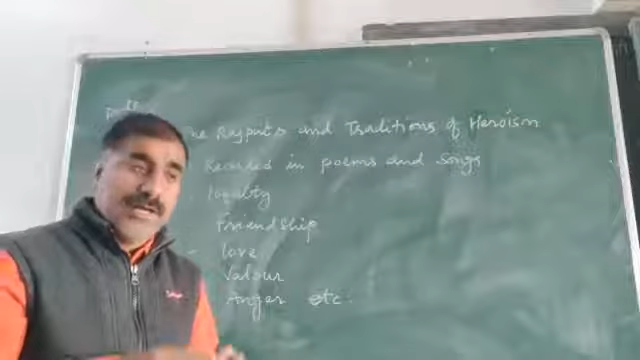 The Rajputs and Traditions of Heroism
Recorded in poems and songs
loyalty
Friendship
- love
Valour
Anger etc.